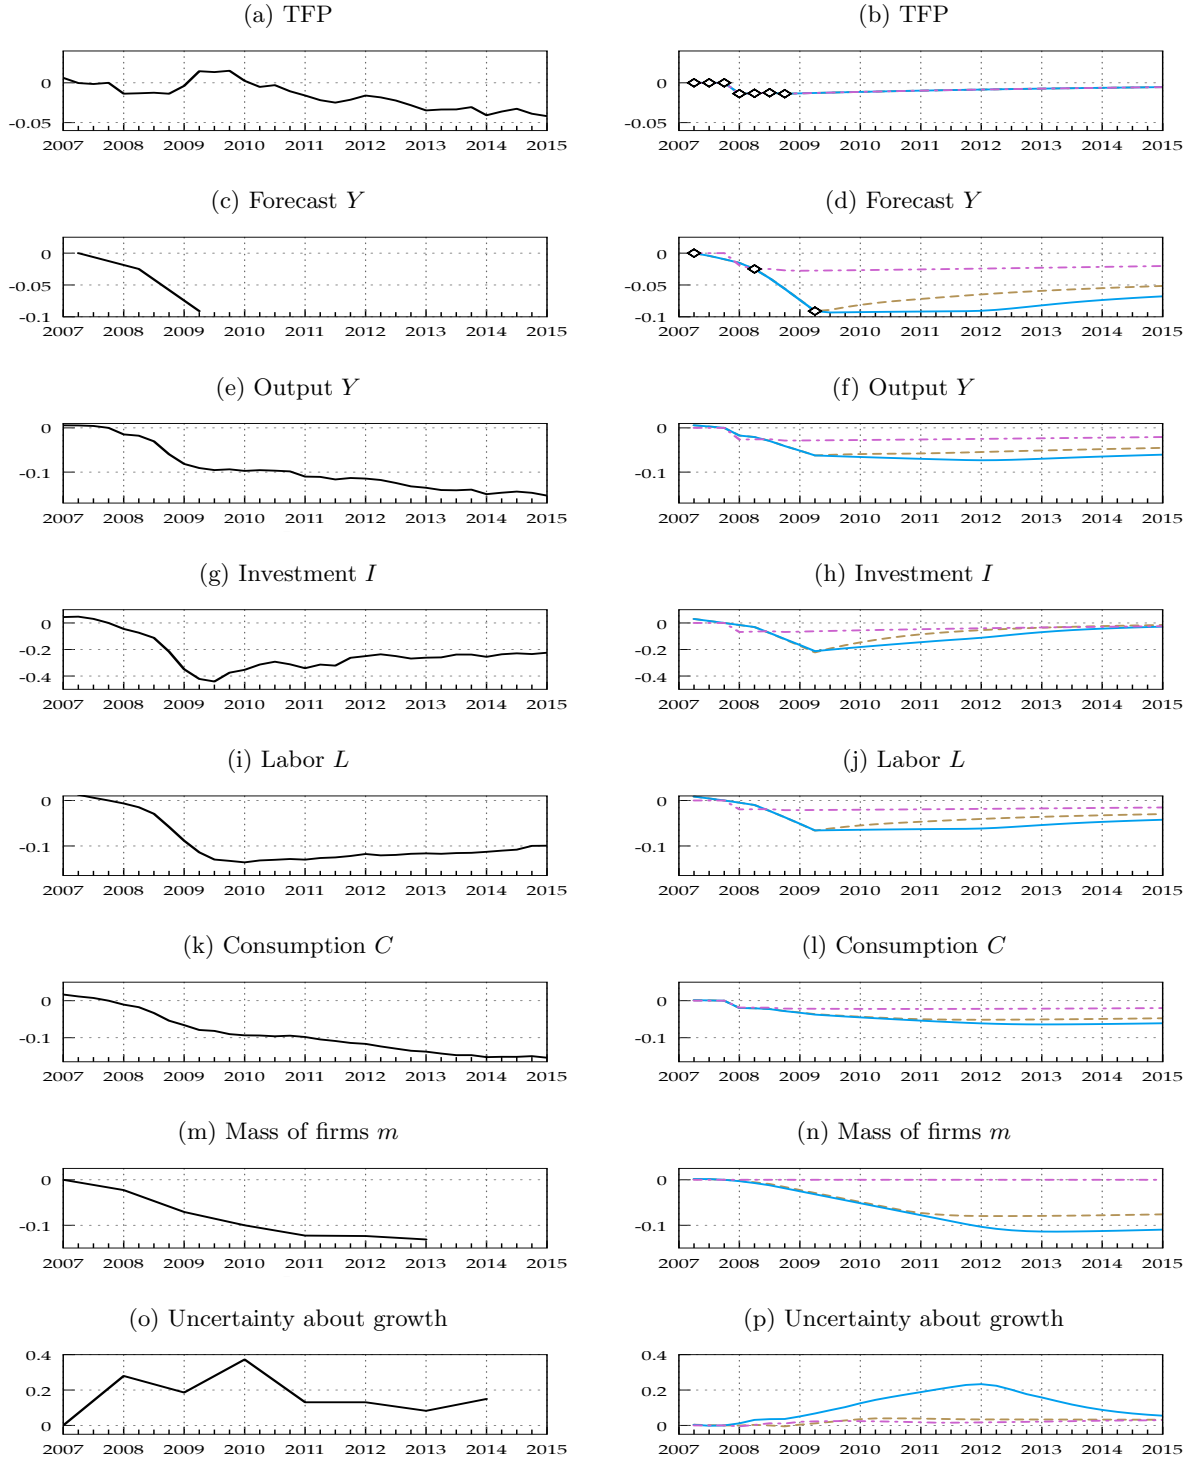 (a) TFP
(b) TFP
0
-0.05
2007 2008 2009 2010 2011 2012 2013 2014 2015
0
-0.05
2007 2008 2009 2010 2011 2012 2013 2014 2015
(c) Forecast Y
(d) Forecast Y
0
-0.05
-0.1
2007 2008 2009 2010 2011 2012 2013 2014 2015
0
-0.05
-0.1
2007 2008 2009 2010 2011 2012 2013 2014 2015
(e) Output Y
(f) Output Y
0
-0.1
2007 2008 2009 2010 2011 2012 2013 2014 2015
0
-0.1
2007 2008 2009 2010 2011 2012 2013 2014 2015
(g) Investment I
(h) Investment I
0
-0.2
-0.4
2007 2008 2009 2010 2011 2012 2013 2014 2015
0
-0.2
-0.4
2007 2008 2009 2010 2011 2012 2013 2014 2015
(i) Labor L
(j) Labor L
0
-0.1
2007 2008 2009 2010 2011 2012 2013 2014 2015
0
-0.1
2007 2008 2009 2010 2011 2012 2013 2014 2015
(k) Consumption C
(l) Consumption C
0
-0.1
2007 2008 2009 2010 2011 2012 2013 2014 2015
0
-0.1
2007 2008 2009 2010 2011 2012 2013 2014 2015
(m) Mass of firms m
(n) Mass of firms m
0
-0.1
2007 2008 2009 2010 2011 2012 2013 2014 2015
0
-0.1
2007 2008 2009 2010 2011 2012 2013 2014 2015
(o) Uncertainty about growth
(p) Uncertainty about growth
0.4
0.2
0
2007 2008 2009 2010 2011 2012 2013 2014 2015
0.4
0.2
0
2007 2008 2009 2010 2011 2012 2013 2014 2015